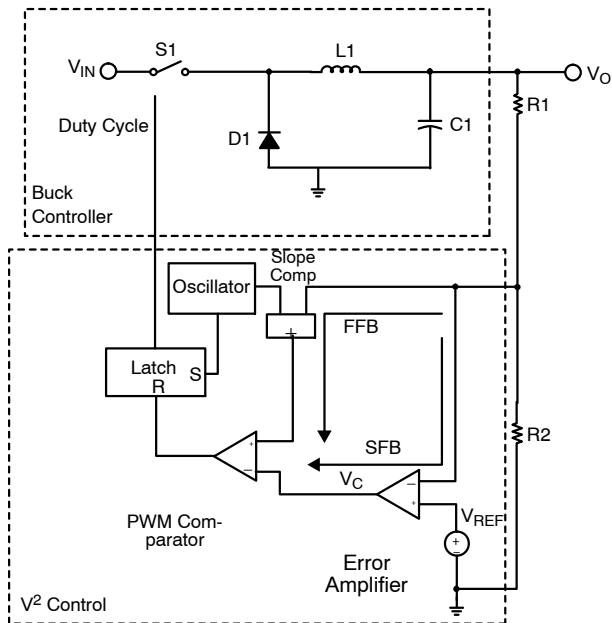 S1
L1
V_IN
V_O
R1
Duty Cycle
D1
C1
Buck
Controller
Slope
Comp
Oscillator
+
FFB
Latch
S
R
R2
+
−
SFB
V_C
−
+
V_REF
PWM Com-
parator
+
−
Error
Amplifier
V² Control